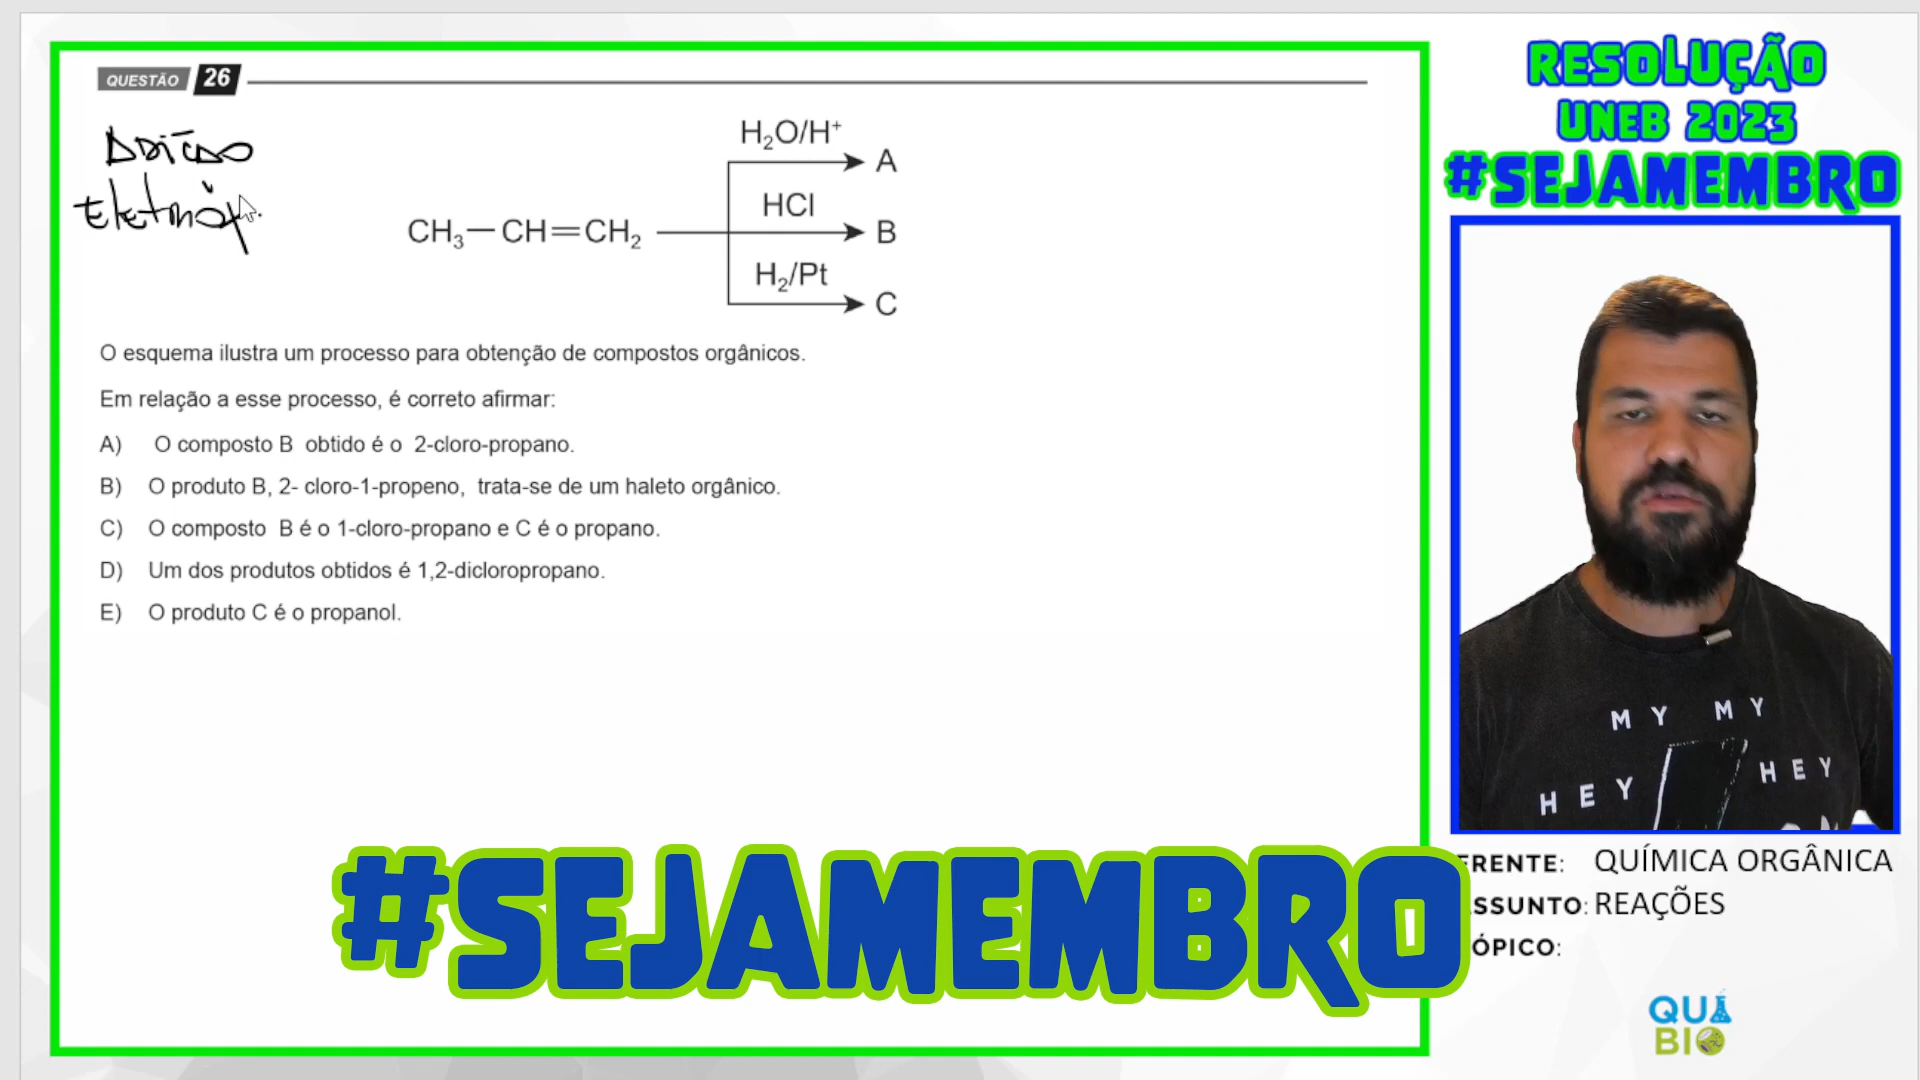 QUESTÃO 26
ADIÇÃO
H₂O/H⁺
A
HCl
CH₃—CH=CH₂
B
H₂/Pt
C
O esquema ilustra um processo para obtenção de compostos orgânicos.
Em relação a esse processo, é correto afirmar:
A) O composto B obtido é o 2-cloro-propano.
B) O produto B, 2- cloro-1-propeno, trata-se de um haleto orgânico.
C) O composto B é o 1-cloro-propano e C é o propano.
D) Um dos produtos obtidos é 1,2-dicloropropano.
E) O produto C é o propanol.
#SEJAMEMBRO
RESOLUÇÃO
UNEB 2023
#SEJAMEMBRO
MY MY
HEY HEY
FRENTE: QUÍMICA ORGÂNICA
SSUNTO: REAÇÕES
ÓPICO:
QUÍ
BIO